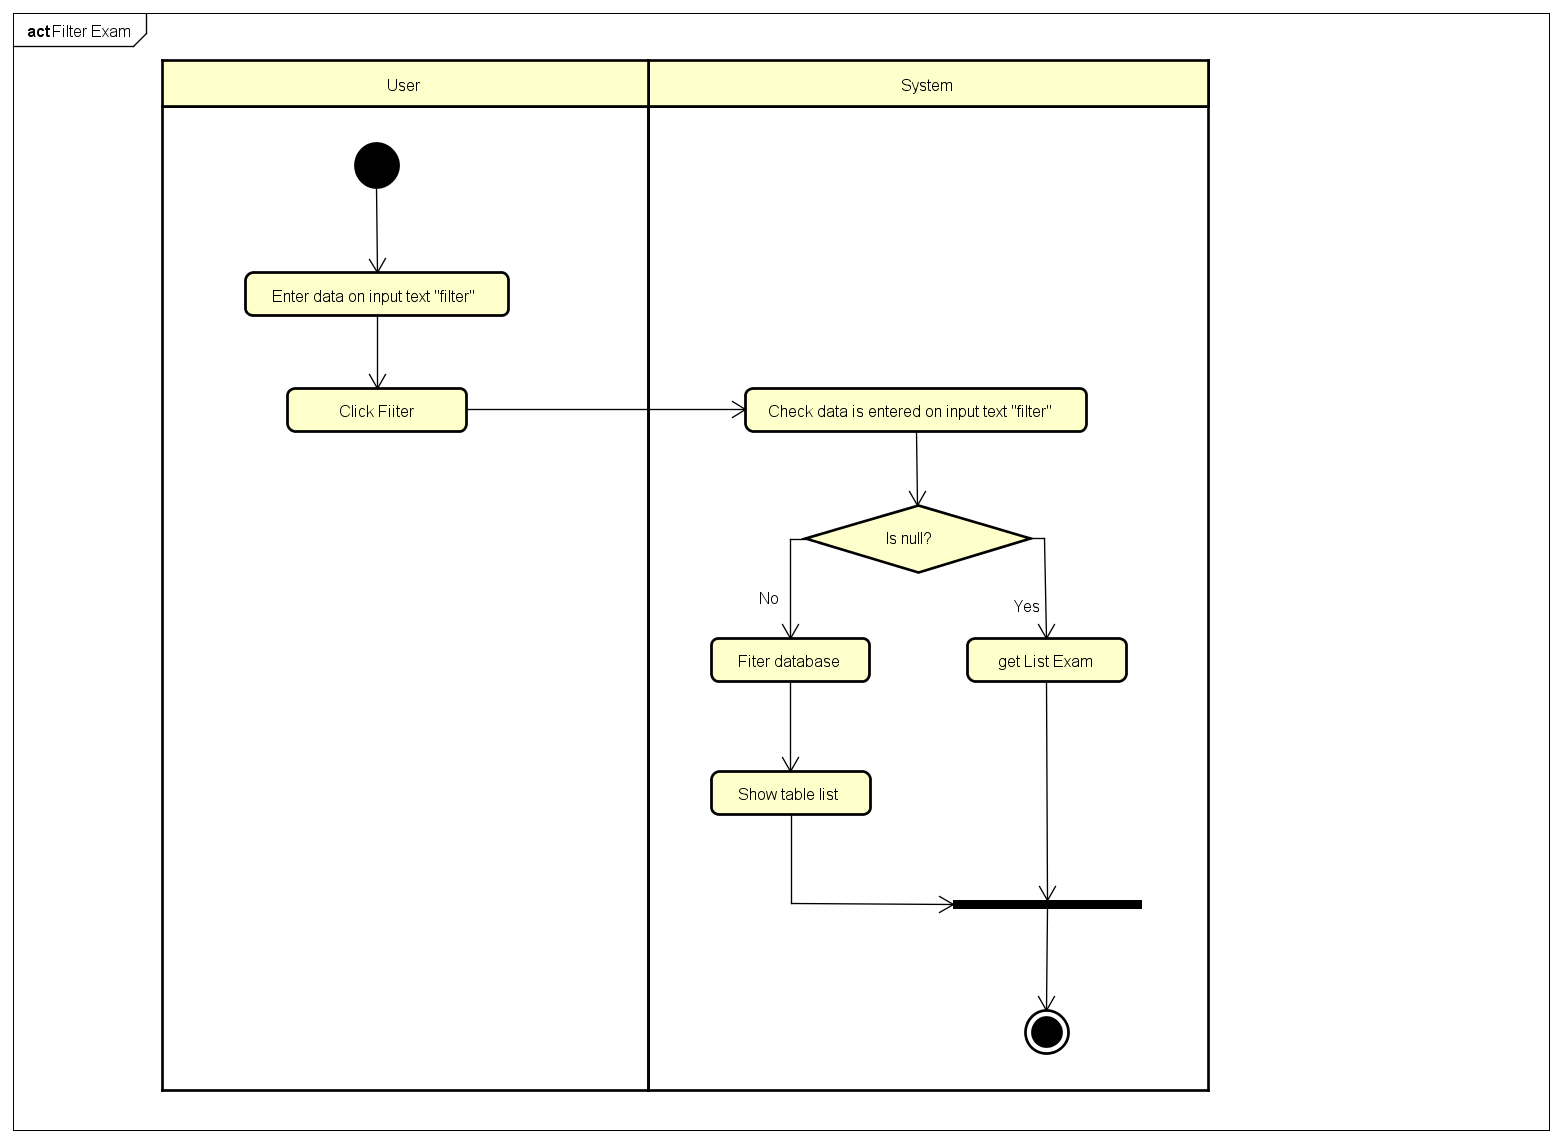 act Filter Exam
User
System
Enter data on input text "filter"
Click Fiiter
Check data is entered on input text "filter"
Is null?
No
Yes
Fiter database
get List Exam
Show table list